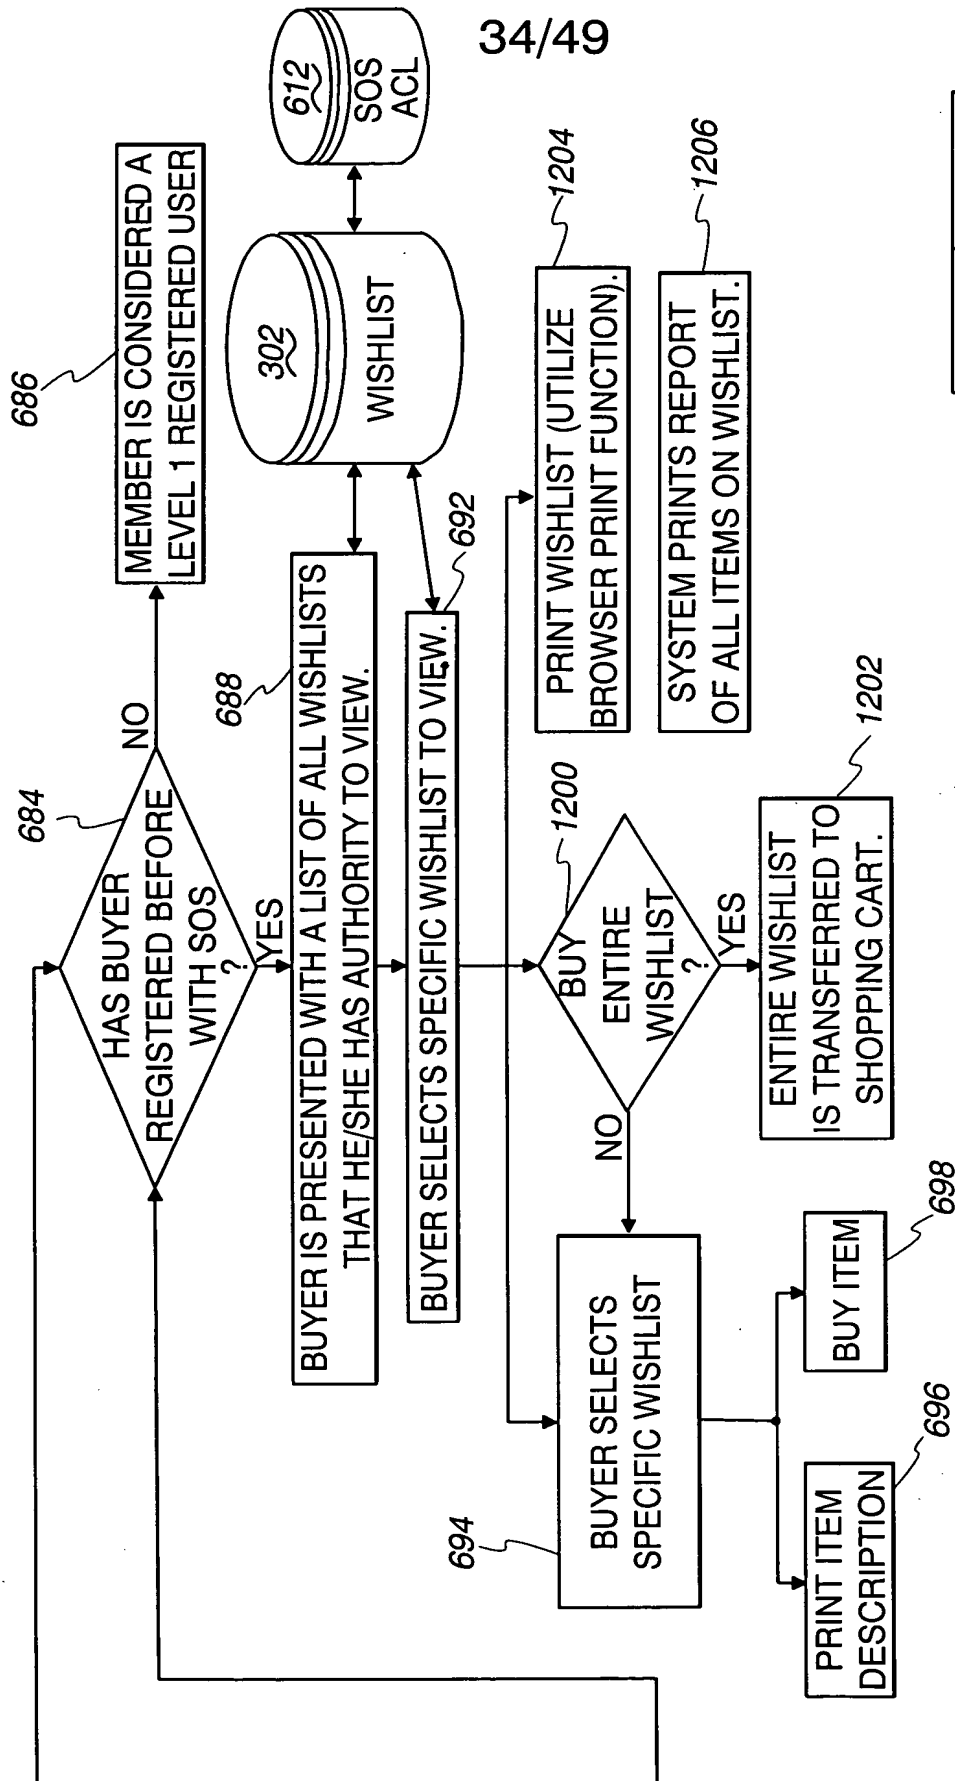 34/49
684
HAS BUYER
REGISTERED BEFORE
WITH SOS
?
NO
YES
686
MEMBER IS CONSIDERED A
LEVEL 1 REGISTERED USER
688
BUYER IS PRESENTED WITH A LIST OF ALL WISHLISTS
THAT HE/SHE HAS AUTHORITY TO VIEW.
302
WISHLIST
612
SOS
ACL
692
BUYER SELECTS SPECIFIC WISHLIST TO VIEW.
694
BUYER SELECTS
SPECIFIC WISHLIST
NO
1200
BUY
ENTIRE
WISHLIST
?
YES
1204
PRINT WISHLIST (UTILIZE
BROWSER PRINT FUNCTION).
1206
SYSTEM PRINTS REPORT
OF ALL ITEMS ON WISHLIST.
1202
ENTIRE WISHLIST
IS TRANSFERRED TO
SHOPPING CART.
696
PRINT ITEM
DESCRIPTION
698
BUY ITEM